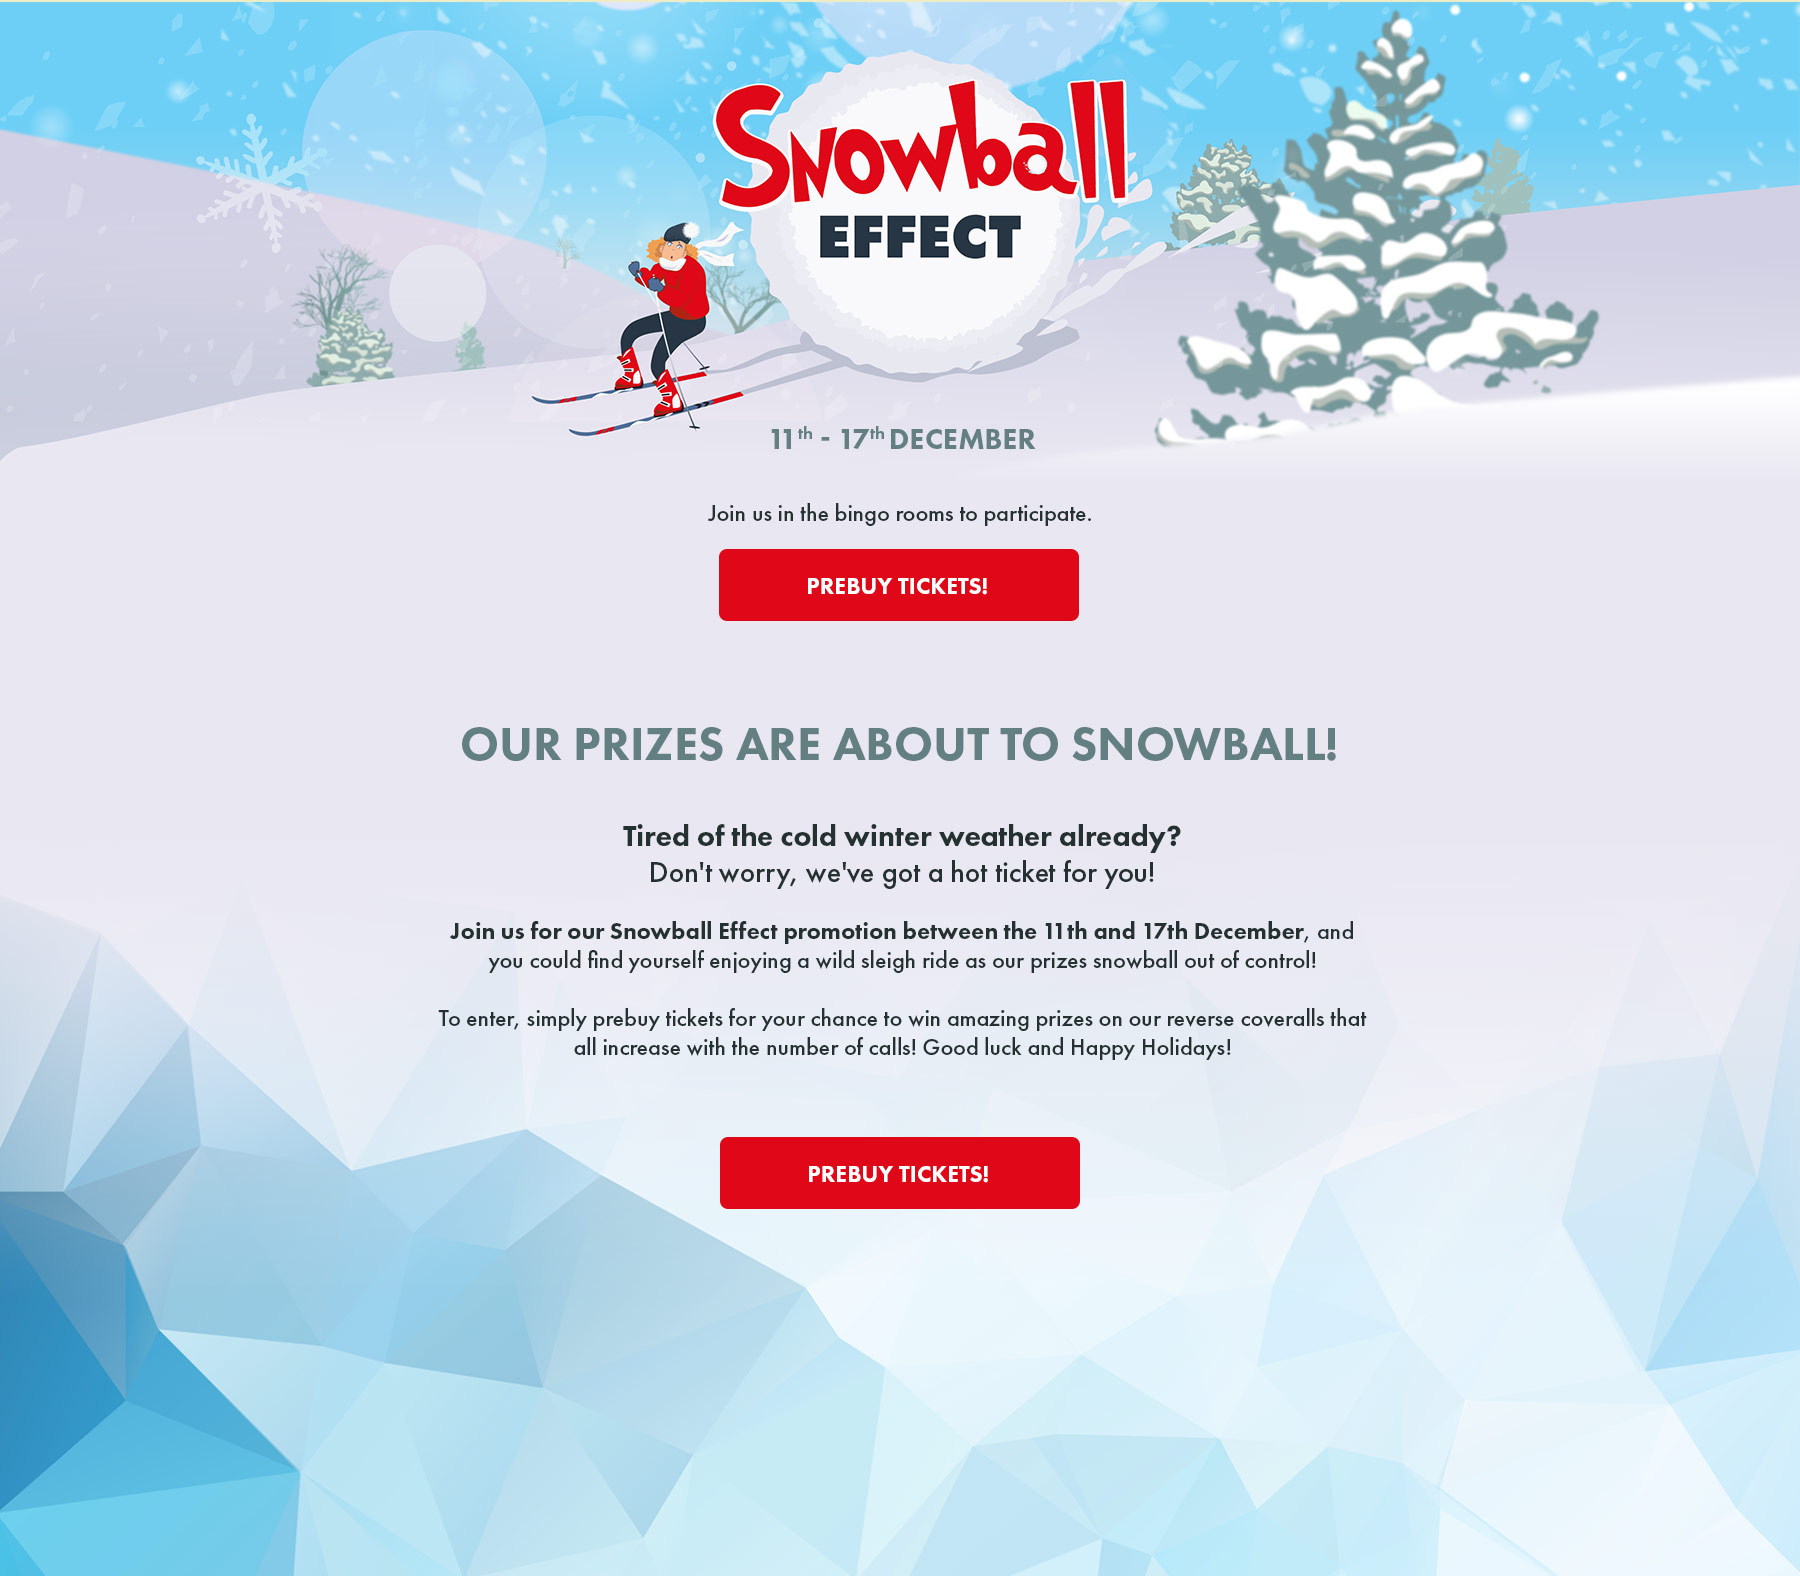 Snowball
EFFECT
11th - 17th DECEMBER
Join us in the bingo rooms to participate.
PREBUY TICKETS!
OUR PRIZES ARE ABOUT TO SNOWBALL!
Tired of the cold winter weather already?
Don't worry, we've got a hot ticket for you!
Join us for our Snowball Effect promotion between the 11th and 17th December, and
you could find yourself enjoying a wild sleigh ride as our prizes snowball out of control!
To enter, simply prebuy tickets for your chance to win amazing prizes on our reverse coveralls that
all increase with the number of calls! Good luck and Happy Holidays!
PREBUY TICKETS!